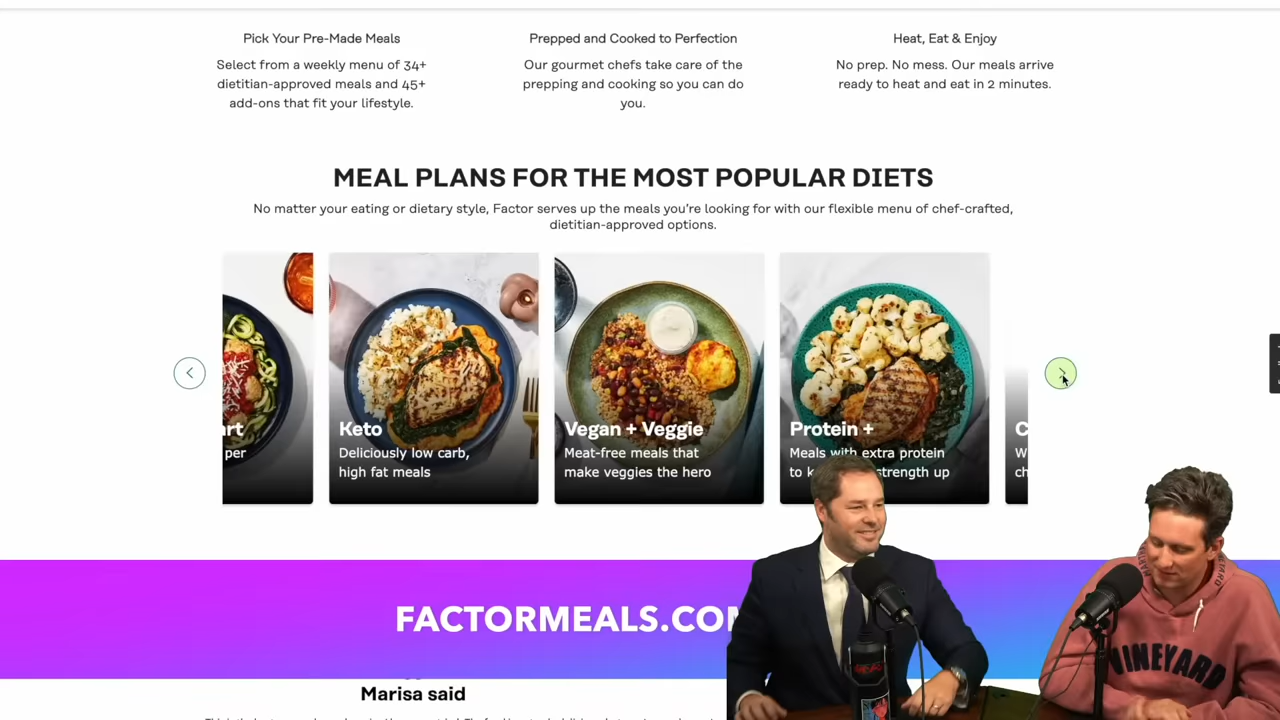 Pick Your Pre-Made Meals
Select from a weekly menu of 34+
dietitian-approved meals and 45+
add-ons that fit your lifestyle.
Prepped and Cooked to Perfection
Our gourmet chefs take care of the
prepping and cooking so you can do
you.
Heat, Eat & Enjoy
No prep. No mess. Our meals arrive
ready to heat and eat in 2 minutes.
MEAL PLANS FOR THE MOST POPULAR DIETS
No matter your eating or dietary style, Factor serves up the meals you're looking for with our flexible menu of chef-crafted,
dietitian-approved options.
per
Keto
Deliciously low carb,
high fat meals
Vegan + Veggie
Meat-free meals that
make veggies the hero
Protein +
Meals with extra protein
to strength up
FACTORMEALS.COM
Marisa said
VINEYARD